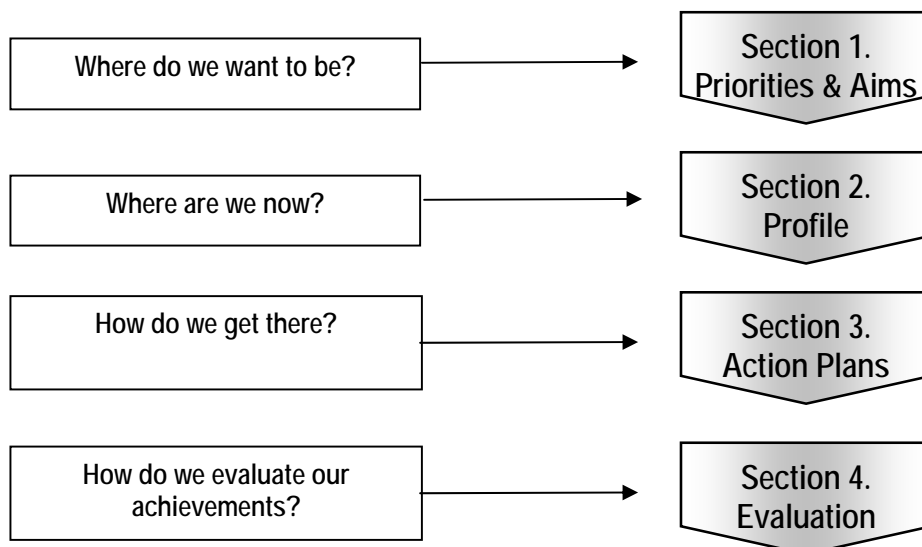 Where do we want to be?
Section 1.
Priorities & Aims
Where are we now?
Section 2.
Profile
How do we get there?
Section 3.
Action Plans
How do we evaluate our
achievements?
Section 4.
Evaluation